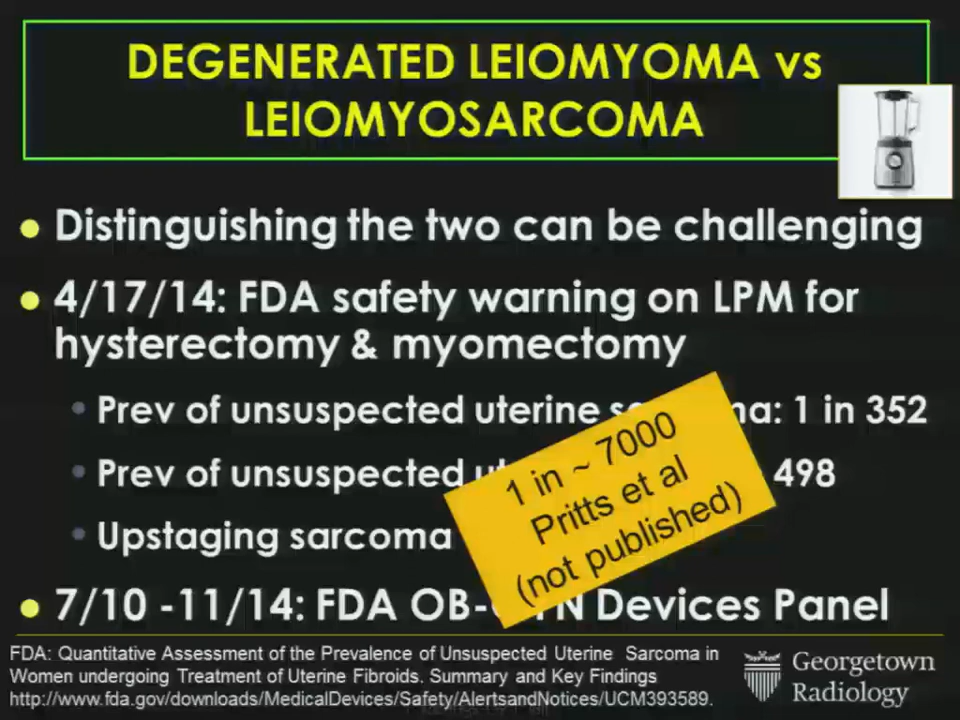 DEGENERATED LEIOMYOMA vs
LEIOMYOSARCOMA
Distinguishing the two can be challenging
4/17/14: FDA safety warning on LPM for
hysterectomy & myomectomy
Prev of unsuspected uterine 1 in 352
Prev of unsuspected 498
Upstaging sarcoma
1 in ~ 7000
Pritts et al
(not published)
7/10 -11/14: FDA OB- Devices Panel
FDA: Quantitative Assessment of the Prevalence of Unsuspected Uterine Sarcoma in
Women undergoing Treatment of Uterine Fibroids. Summary and Key Findings
http://www.fda.gov/downloads/MedicalDevices/Safety/AlertsandNotices/UCM393589.
Georgetown
Radiology